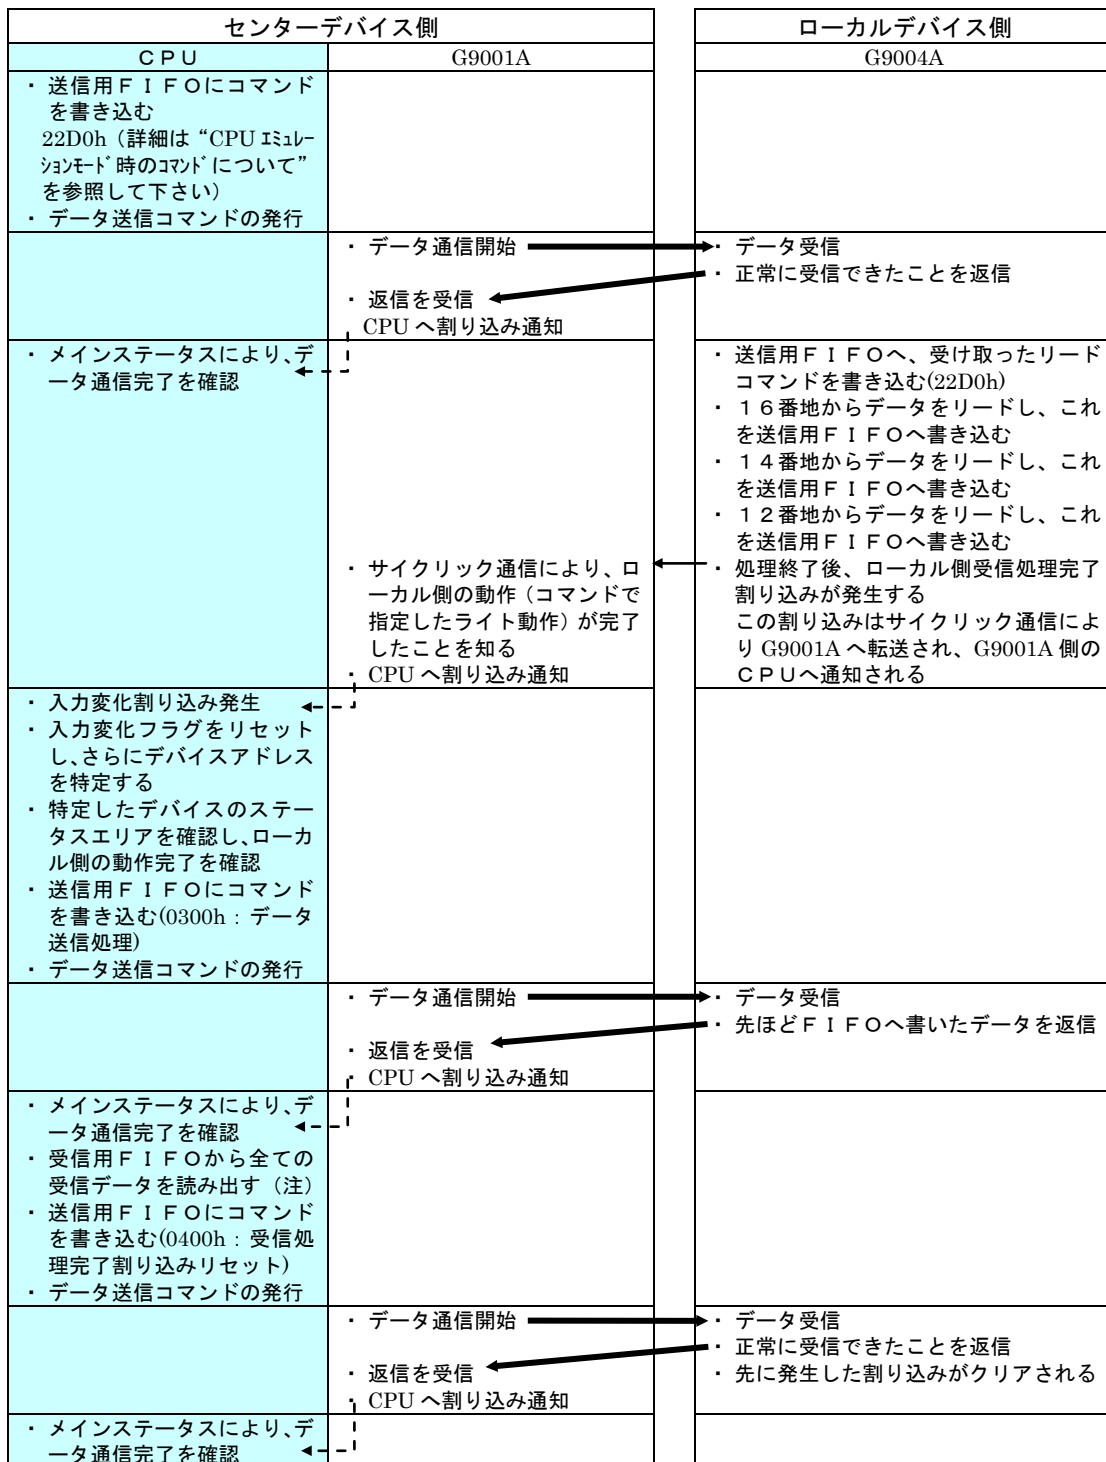 センターデバイス側
ローカルデバイス側
ＣＰＵ
G9001A
G9004A
・ 送信用ＦＩＦＯにコマンド
を書き込む
22D0h（詳細は“CPU ｴﾐｭﾚｰ
ｼｮﾝﾓｰﾄﾞ時のｺﾏﾝﾄﾞについて”
を参照して下さい）
・ データ送信コマンドの発行
・ データ通信開始
・ 返信を受信
CPU へ割り込み通知
・ データ受信
・ 正常に受信できたことを返信
・ メインステータスにより、デ
ータ通信完了を確認
・ サイクリック通信により、ロ
ーカル側の動作（コマンドで
指定したライト動作）が完了
したことを知る
・ CPU へ割り込み通知
・ 送信用ＦＩＦＯへ、受け取ったリード
コマンドを書き込む(22D0h)
・ １６番地からデータをリードし、これ
を送信用ＦＩＦＯへ書き込む
・ １４番地からデータをリードし、これ
を送信用ＦＩＦＯへ書き込む
・ １２番地からデータをリードし、これ
を送信用ＦＩＦＯへ書き込む
・ 処理終了後、ローカル側受信処理完了
割り込みが発生する
この割り込みはサイクリック通信によ
り G9001A へ転送され、G9001A 側の
ＣＰＵへ通知される
・ 入力変化割り込み発生
・ 入力変化フラグをリセット
し、さらにデバイスアドレス
を特定する
・ 特定したデバイスのステー
タスエリアを確認し、ローカ
ル側の動作完了を確認
・ 送信用ＦＩＦＯにコマンド
を書き込む(0300h : データ
送信処理)
・ データ送信コマンドの発行
・ データ通信開始
・ 返信を受信
・ CPU へ割り込み通知
・ データ受信
・ 先ほどＦＩＦＯへ書いたデータを返信
・ メインステータスにより、デ
ータ通信完了を確認
・ 受信用ＦＩＦＯから全ての
受信データを読み出す（注）
・ 送信用ＦＩＦＯにコマンド
を書き込む(0400h : 受信処
理完了割り込みリセット)
・ データ送信コマンドの発行
・ データ通信開始
・ 返信を受信
・ CPU へ割り込み通知
・ データ受信
・ 正常に受信できたことを返信
・ 先に発生した割り込みがクリアされる
・ メインステータスにより、デ
ータ通信完了を確認